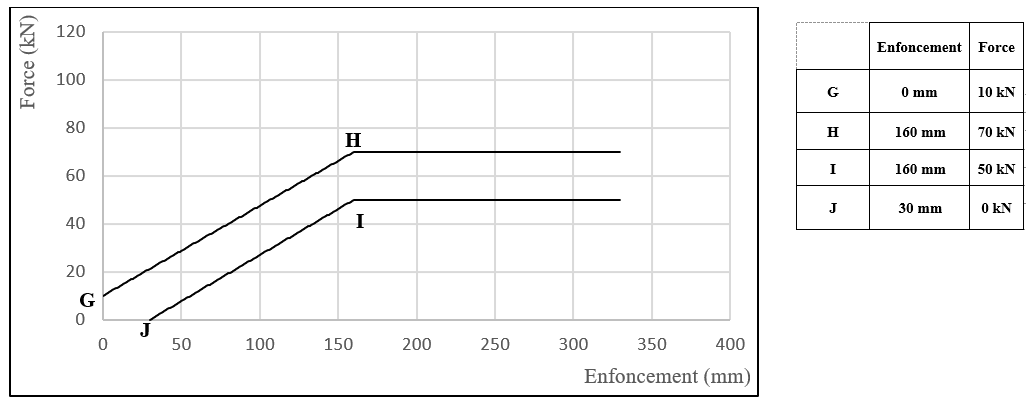 Force (kN)
120
100
80
60
40
20
0
H
I
G
J
0 50 100 150 200 250 300 350 400
Enfoncement (mm)
Enfoncement Force
G 0 mm 10 kN
H 160 mm 70 kN
I 160 mm 50 kN
J 30 mm 0 kN